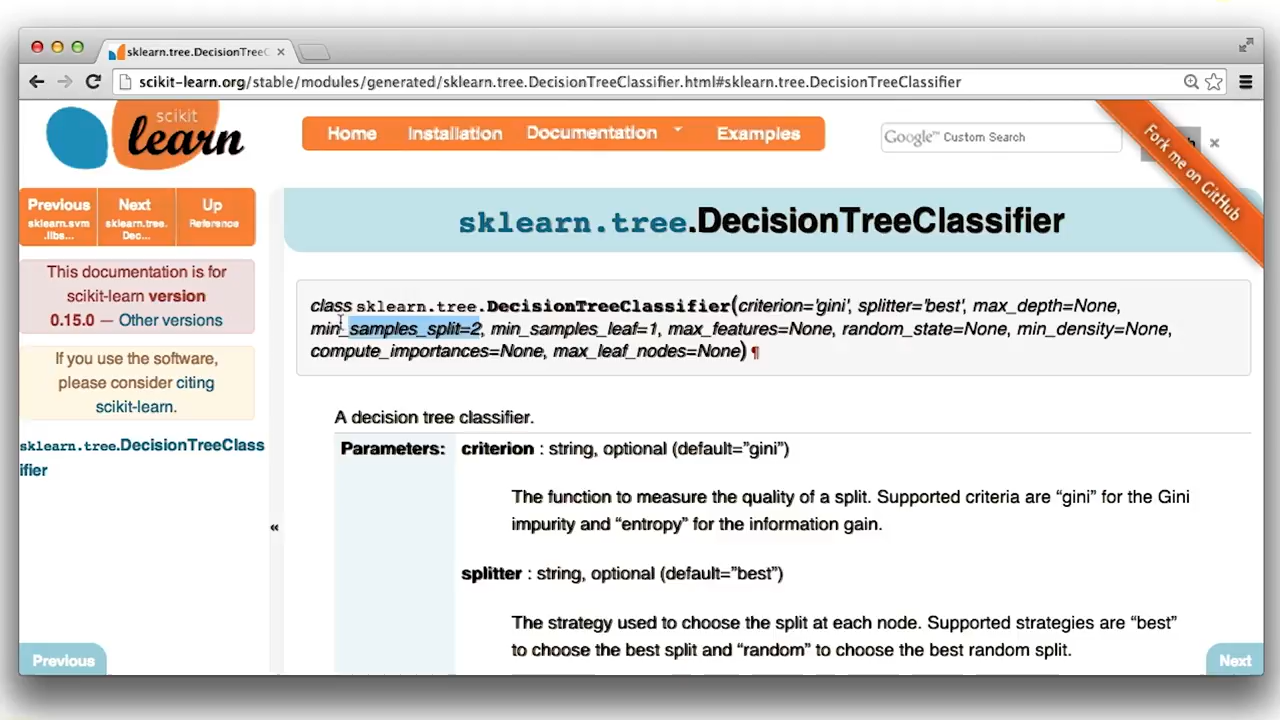 sklearn.tree.DecisionTreeC
scikit-learn.org/stable/modules/generated/sklearn.tree.DecisionTreeClassifier.html#sklearn.tree.DecisionTreeClassifier
scikit
learn
Home Installation Documentation Examples
Google™ Custom Search
Fork me on GitHub
Previous
sklearn.svm
.libs...
Next
sklearn.tree.
Dec...
Up
Reference
This documentation is for
scikit-learn version
0.15.0 — Other versions
If you use the software,
please consider citing
scikit-learn.
sklearn.tree.DecisionTreeClass
ifier
«
sklearn.tree.DecisionTreeClassifier
class sklearn.tree.DecisionTreeClassifier(criterion='gini', splitter='best', max_depth=None,
min_samples_split=2, min_samples_leaf=1, max_features=None, random_state=None, min_density=None,
compute_importances=None, max_leaf_nodes=None)¶
A decision tree classifier.
Parameters: criterion : string, optional (default=”gini”)
The function to measure the quality of a split. Supported criteria are “gini” for the Gini
impurity and “entropy” for the information gain.
splitter : string, optional (default=”best”)
The strategy used to choose the split at each node. Supported strategies are “best”
to choose the best split and “random” to choose the best random split.
Previous
Next